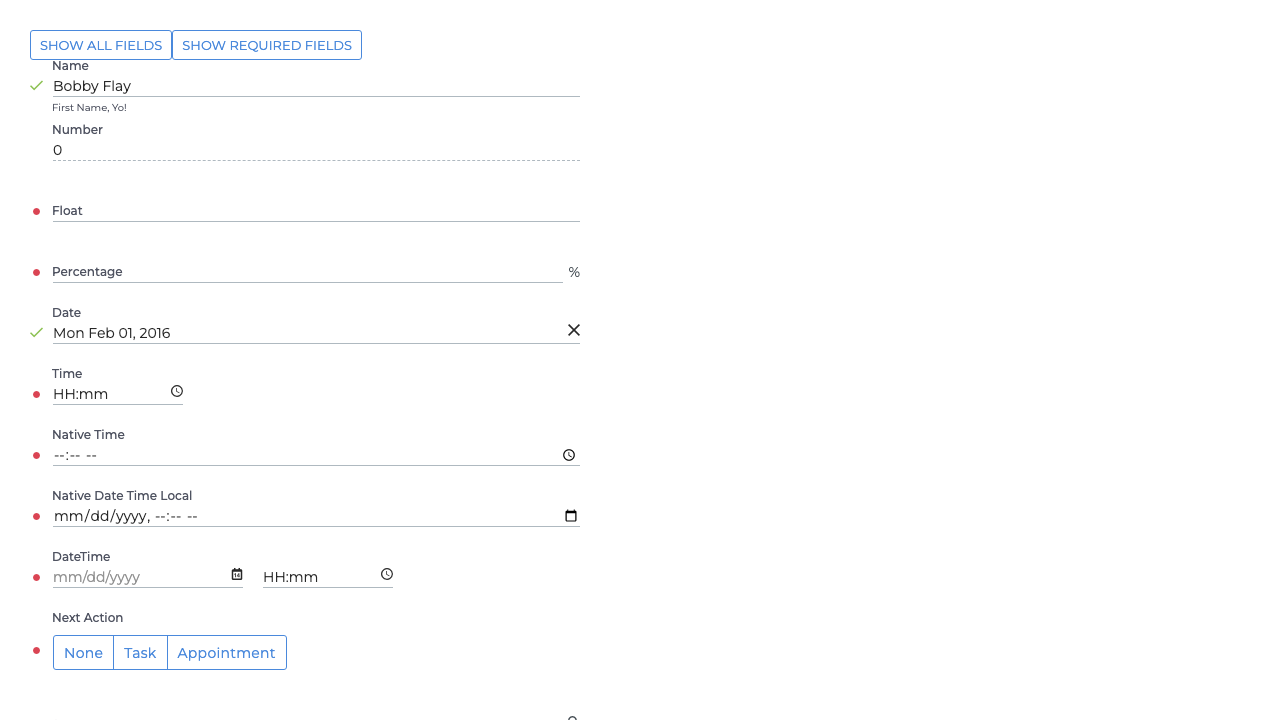 SHOW ALL FIELDS SHOW REQUIRED FIELDS
Name
Bobby Flay
First Name, Yo!
Number
0
Float
Percentage %
Date
Mon Feb 01, 2016
Time
HH:mm
Native Time
--:-- --
Native Date Time Local
mm/dd/yyyy, --:-- --
DateTime
mm/dd/yyyy HH:mm
Next Action
None Task Appointment